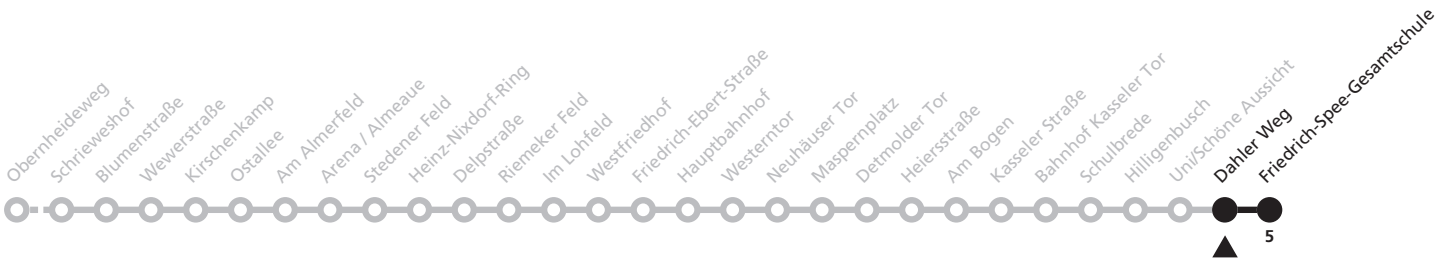 Obernheideweg
Schrieweshof
Blumenstraße
Wewerstraße
Kirschenkamp
Ostallee
Am Almerfeld
Arena / Almeaue
Stedener Feld
Heinz-Nixdorf-Ring
Delpstraße
Riemeker Feld
Im Lohfeld
Westfriedhof
Friedrich-Ebert-Straße
Hauptbahnhof
Westerntor
Neuhäuser Tor
Maspernplatz
Detmolder Tor
Heiersstraße
Am Bogen
Kasseler Straße
Bahnhof Kasseler Tor
Schulbrede
Hilligenbusch
Uni/Schöne Aussicht
Dahler Weg
Friedrich-Spee-Gesamtschule
5